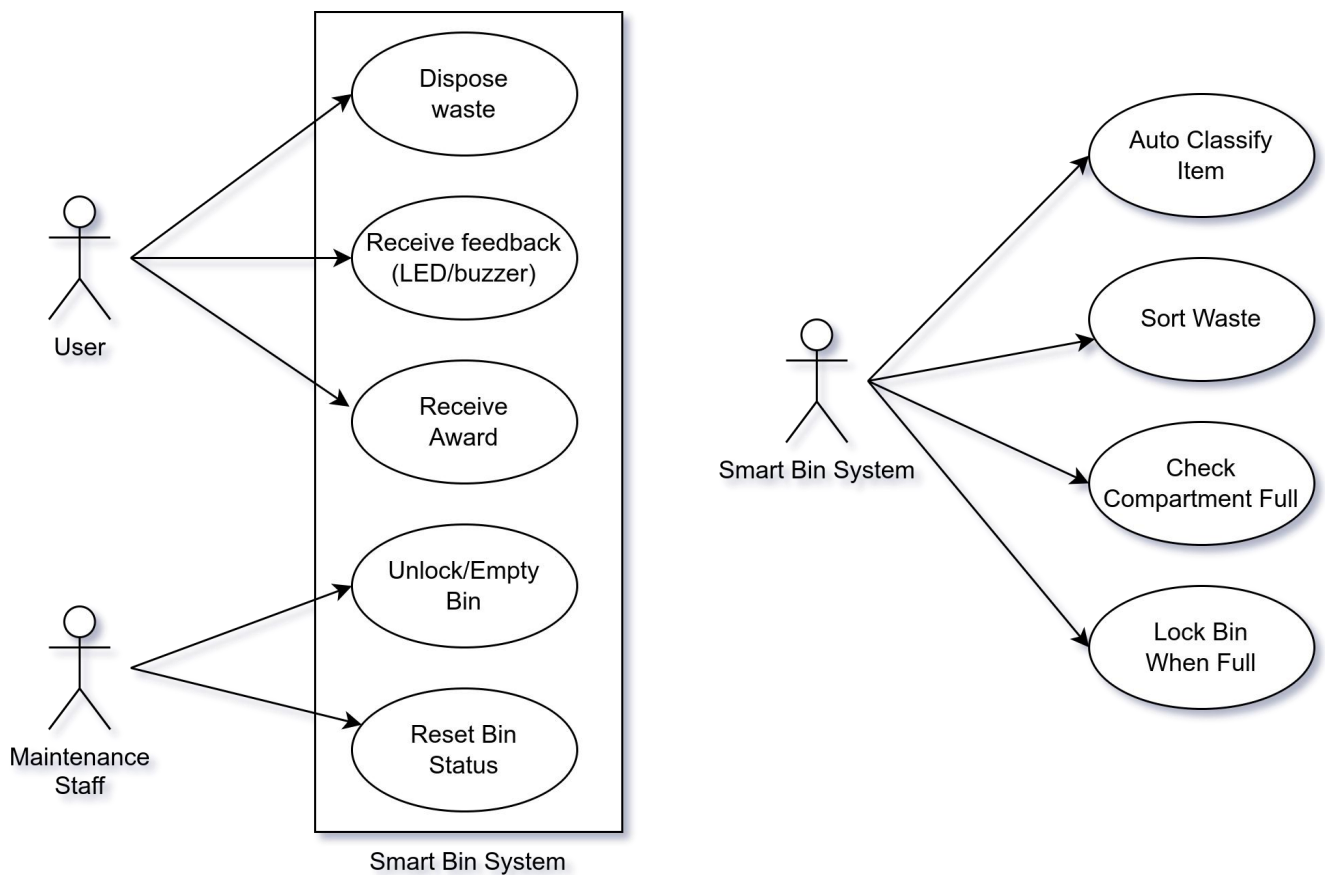 Dispose
waste
Receive feedback
(LED/buzzer)
User
Receive
Award
Unlock/Empty
Bin
Maintenance
Staff
Reset Bin
Status
Smart Bin System
Auto Classify
Item
Sort Waste
Smart Bin System
Check
Compartment Full
Lock Bin
When Full